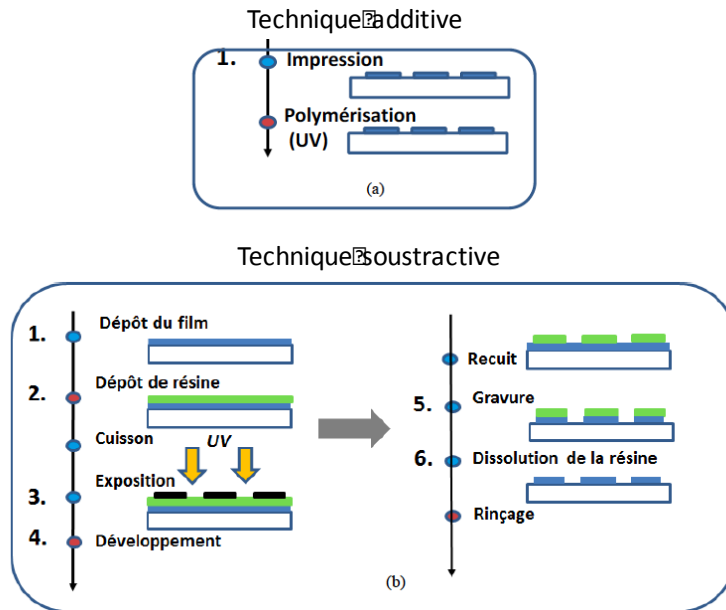 Technique additive
1. Impression
Polymérisation
(UV)
(a)
Technique soustractive
1. Dépôt du film
2. Dépôt de résine
Cuisson
UV
3. Exposition
4. Développement
Recuit
5. Gravure
6. Dissolution de la résine
Rinçage
(b)